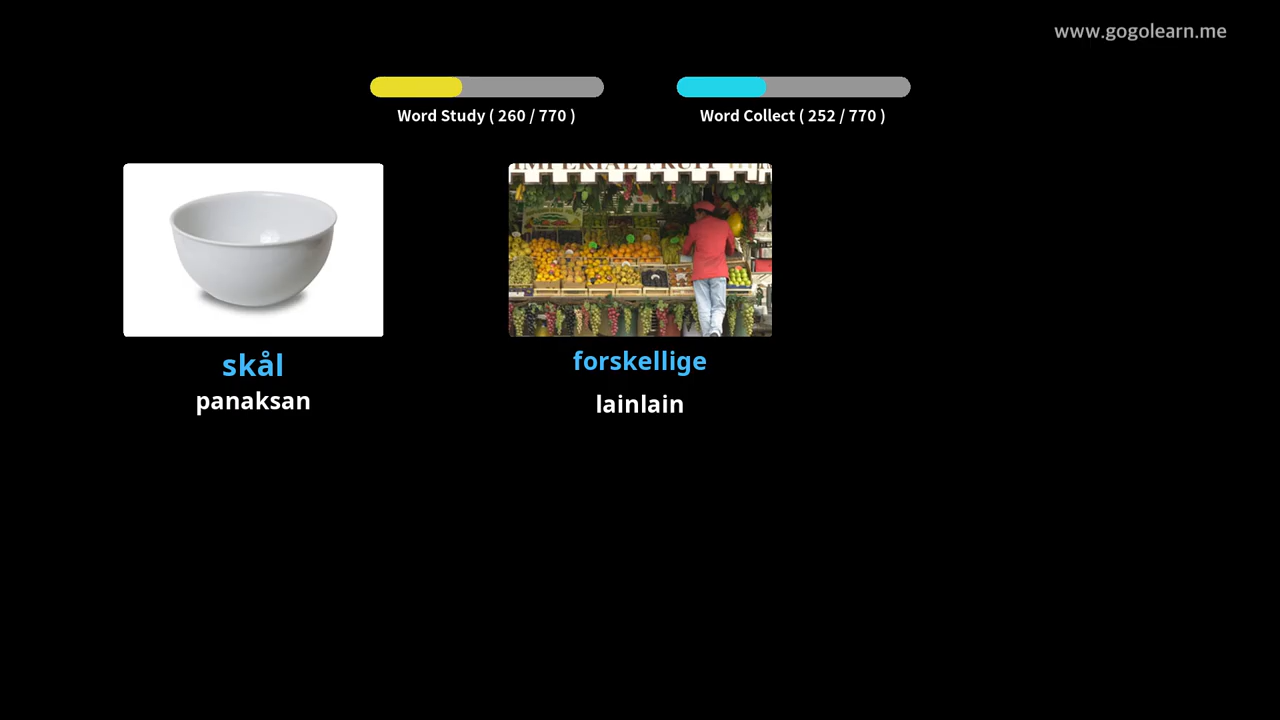 www.gogolearn.me
Word Study ( 260 / 770 )
Word Collect ( 252 / 770 )
skål
panaksan
forskellige
lainlain